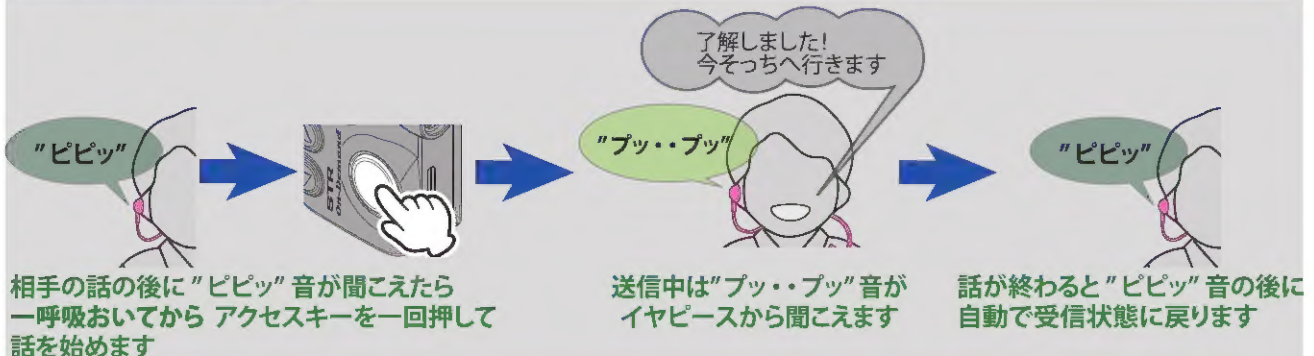 了解しました!
今そっちへ行きます
"ピピッ"
STR
On-Demand
"プッ・・プッ"
"ピピッ"
相手の話の後に"ピピッ"音が聞こえたら
一呼吸おいてから アクセスキーを一回押して
話を始めます
送信中は"プッ・・プッ"音が
イヤピースから聞こえます
話が終わると"ピピッ"音の後に
自動で受信状態に戻ります